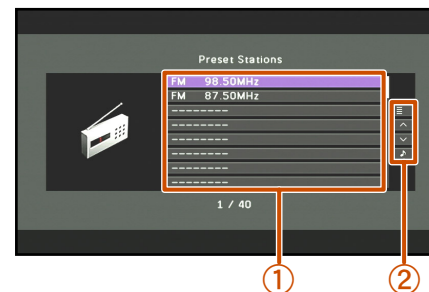 Preset Stations
FM 98.50MHz
FM 87.50MHz
--------
--------
--------
--------
--------
1 / 40
① ②